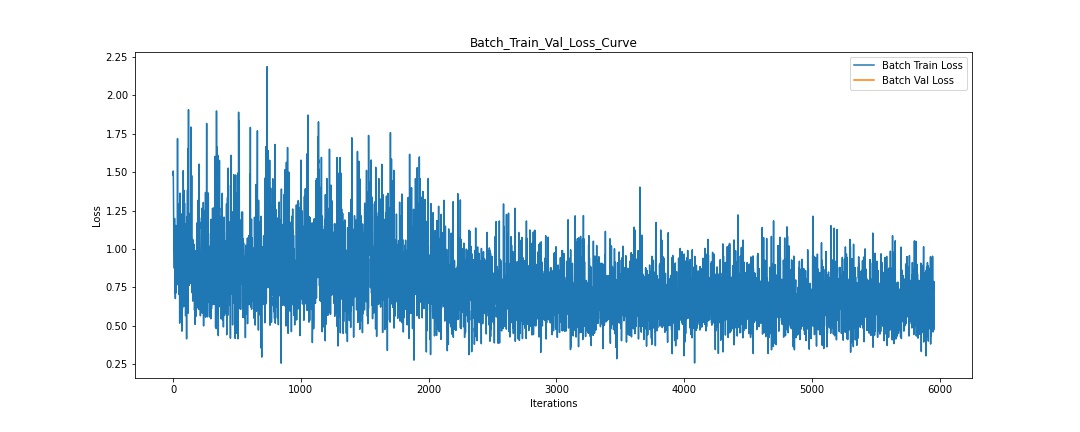 Batch_Train_Val_Loss_Curve
Batch Train Loss
Batch Val Loss
2.25
2.00
1.75
1.50
1.25
1.00
0.75
0.50
0.25
Loss
0 1000 2000 3000 4000 5000 6000
Iterations